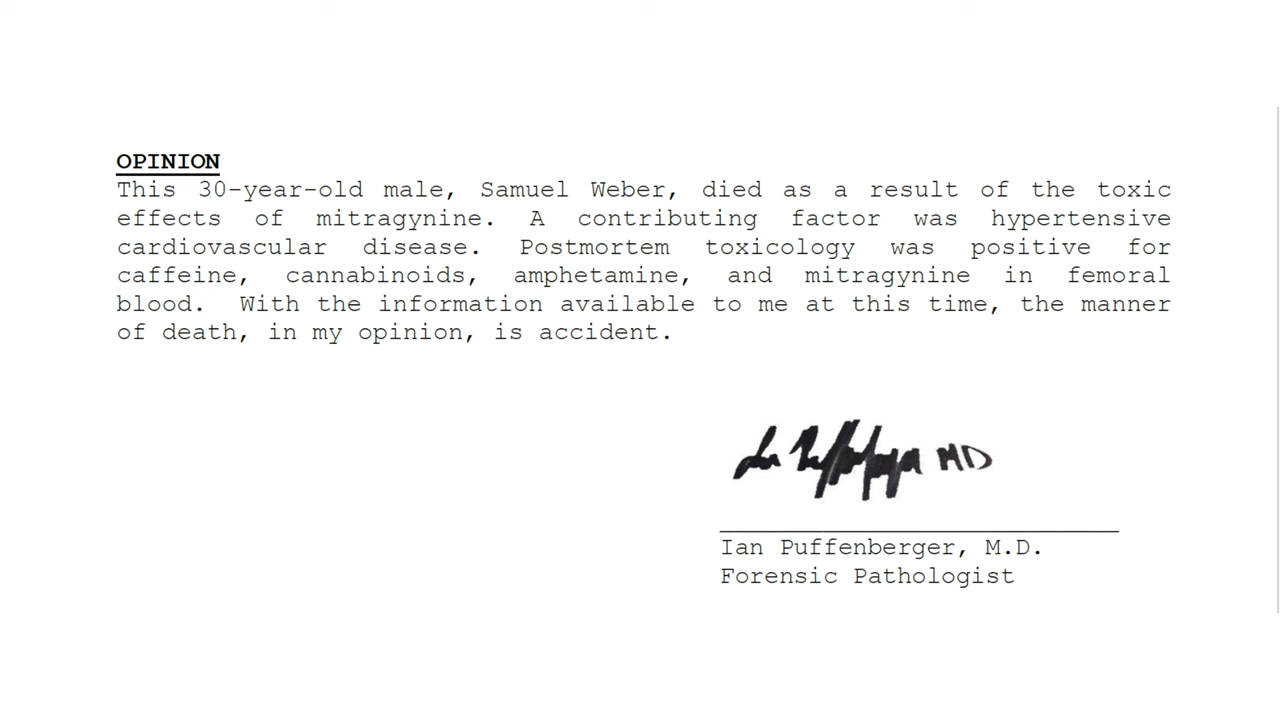 OPINION
This 30-year-old male, Samuel Weber, died as a result of the toxic
effects of mitragynine. A contributing factor was hypertensive
cardiovascular disease. Postmortem toxicology was positive for
caffeine, cannabinoids, amphetamine, and mitragynine in femoral
blood. With the information available to me at this time, the manner
of death, in my opinion, is accident.
MD
Ian Puffenberger, M.D.
Forensic Pathologist